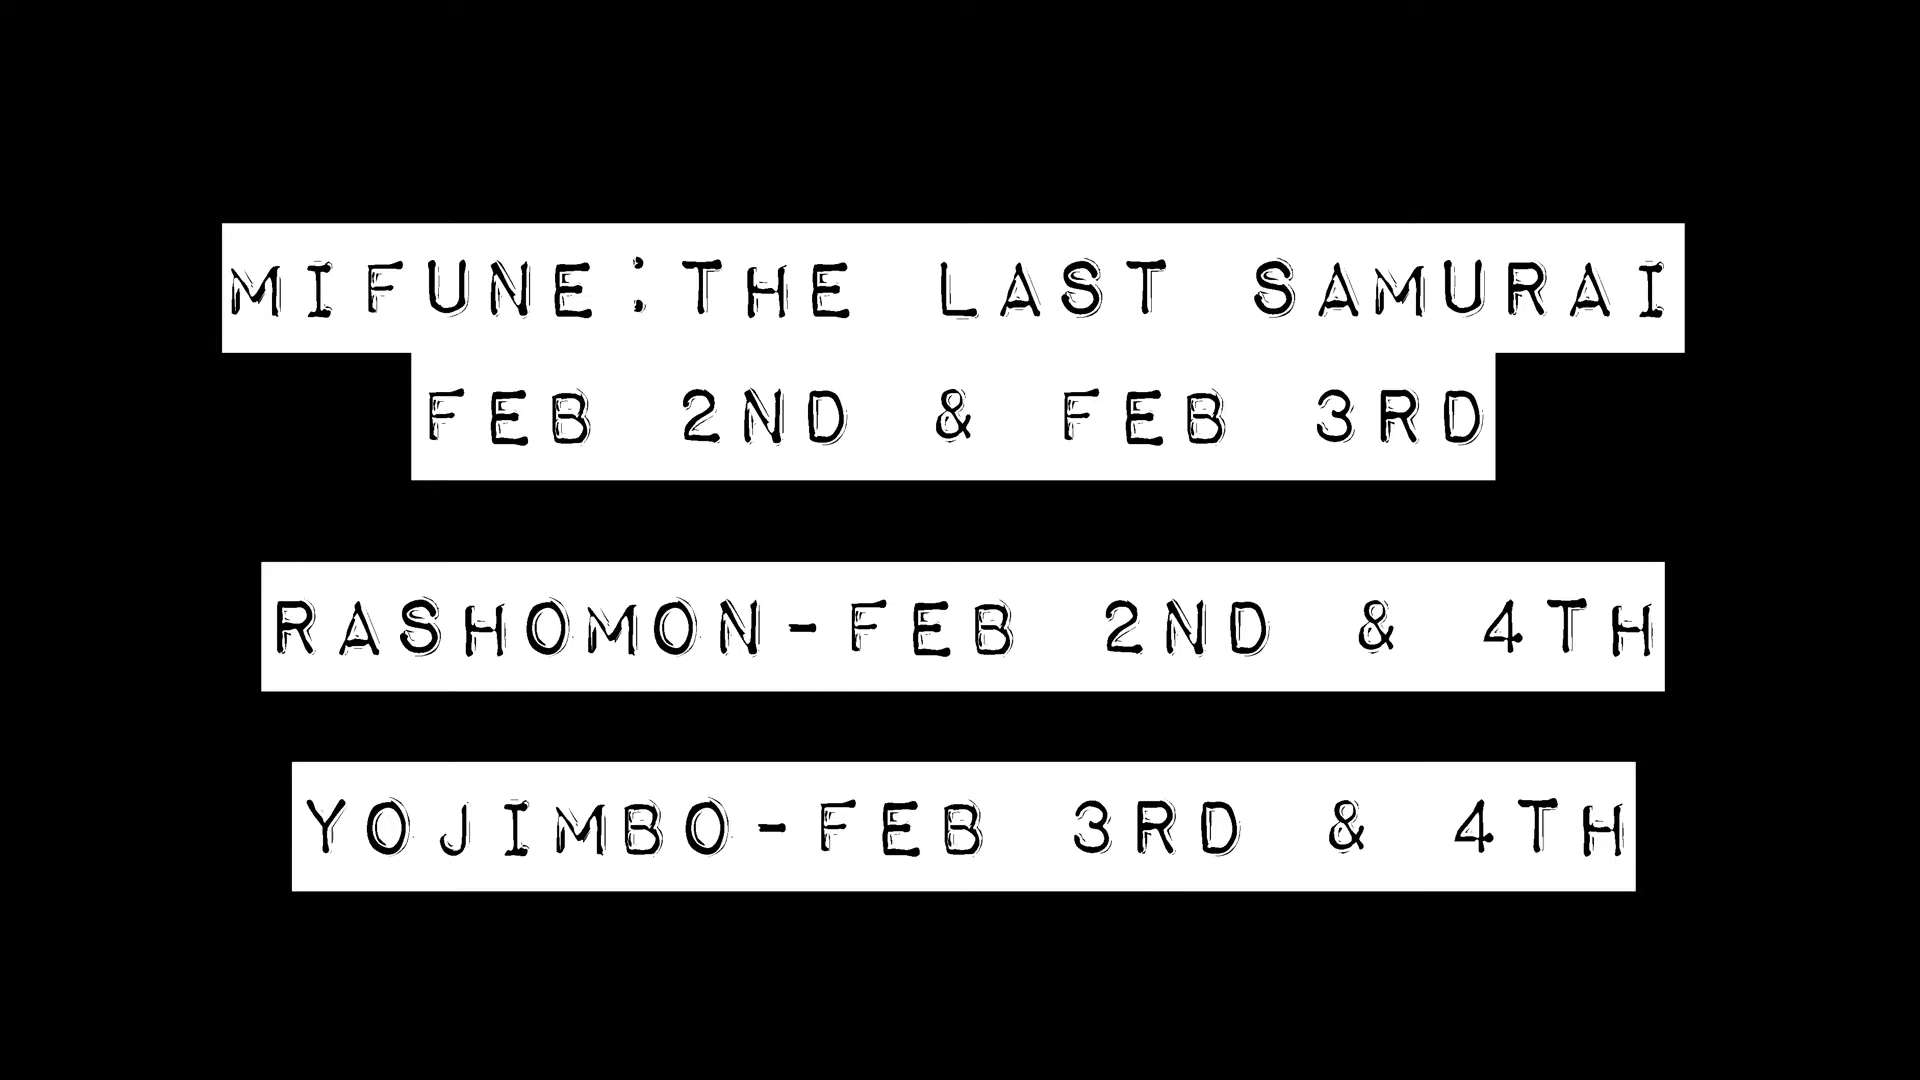 MIFUNE:THE LAST SAMURAI
FEB 2ND & FEB 3RD
RASHOMON-FEB 2ND & 4TH
YOJIMBO-FEB 3RD & 4TH